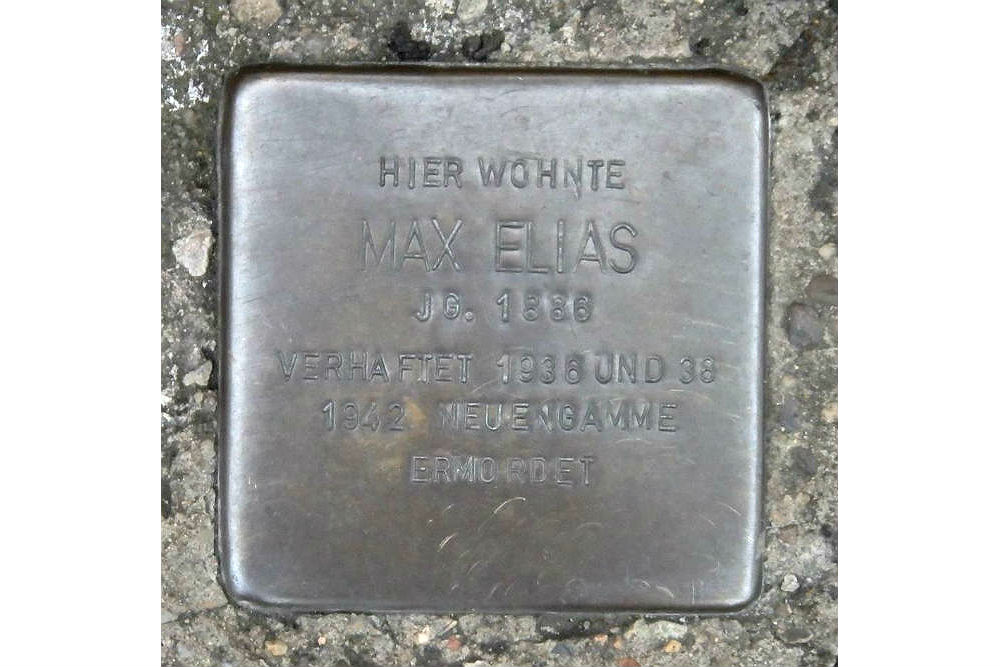 HIER WOHNTE
MAX ELIAS
JG. 1886
VERHAFTET 1936 UND 38
1942 NEUENGAMME
ERMORDET